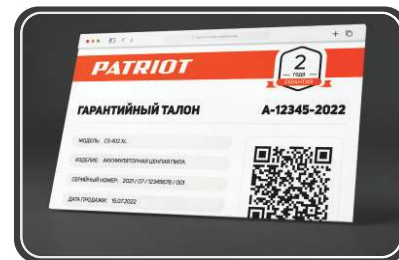 PATRIOT
2
ГОДА
ГАРАНТИЯ
ГАРАНТИЙНЫЙ ТАЛОН
A-12345-2022
МОДЕЛЬ: CS 402 XL
ИЗДЕЛИЕ: АККУМУЛЯТОРНАЯ ЦЕПНАЯ ПИЛА
СЕРИЙНЫЙ НОМЕР: 2021 / 07 / 12345678 / 001
ДАТА ПРОДАЖИ: 15.07.2022